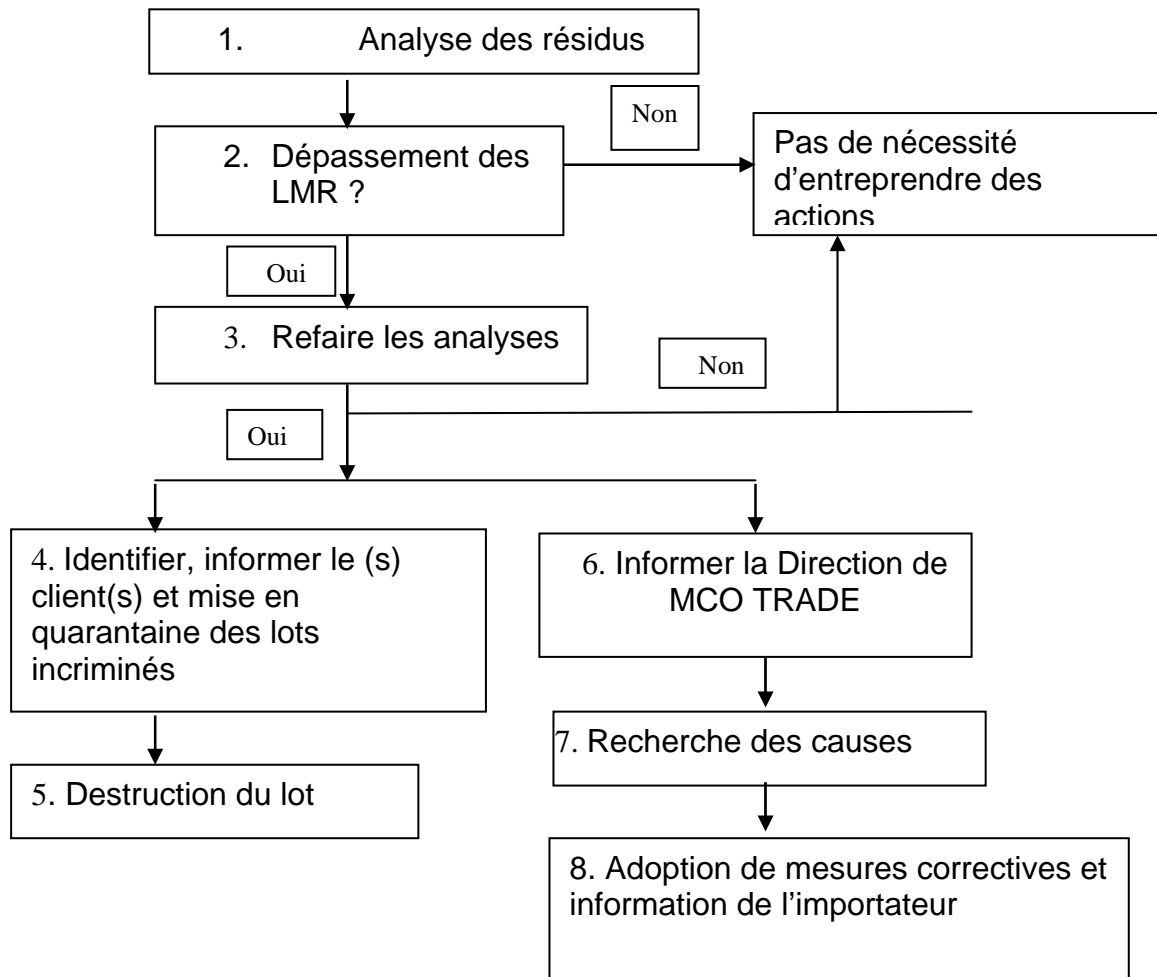 1. Analyse des résidus
Non
2. Dépassement des
LMR ?
Pas de nécessité
d’entreprendre des
actions
Oui
3. Refaire les analyses
Non
Oui
4. Identifier, informer le (s)
client(s) et mise en
quarantaine des lots
incriminés
5. Destruction du lot
6. Informer la Direction de
MCO TRADE
7. Recherche des causes
8. Adoption de mesures correctives et
information de l’importateur